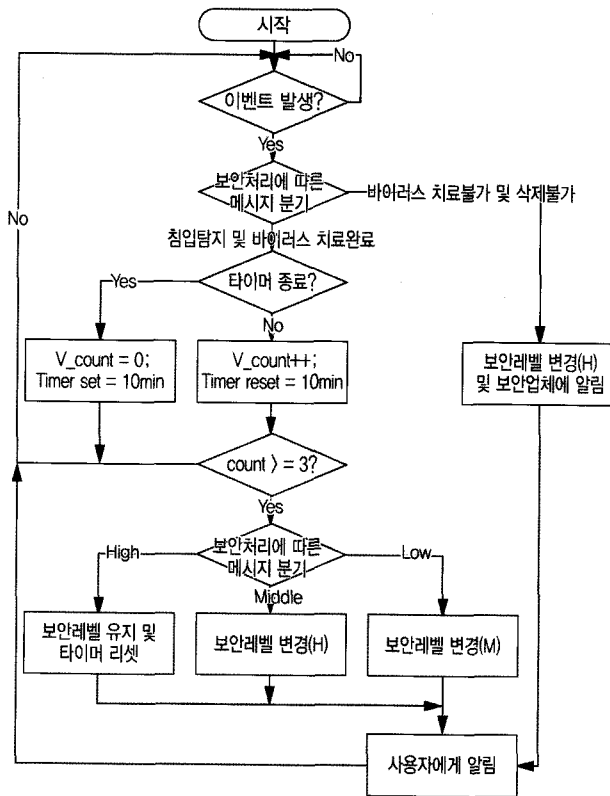 시작
No
이벤트 발생?
Yes
보안처리에 따른
메시지 분기
바이러스 치료불가 및 삭제불가
No
침입탐지 및 바이러스 치료완료
타이머 종료?
Yes
No
V_count = 0;
Timer set = 10min
V_count++;
Timer reset = 10min
보안레벨 변경(H)
및 보안업체에 알림
count > = 3?
Yes
보안처리에 따른
메시지 분기
High
Low
Middle
보안레벨 유지 및
타이머 리셋
보안레벨 변경(H)
보안레벨 변경(M)
사용자에게 알림